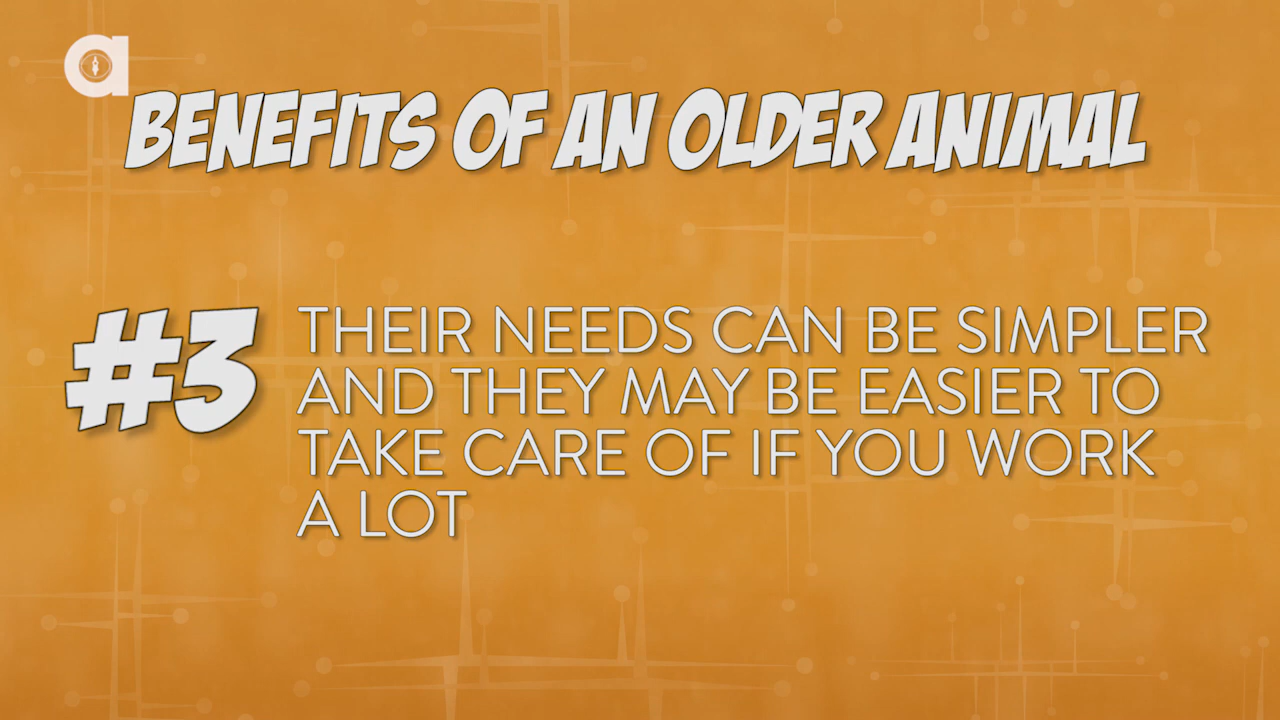 a
BENEFITS OF AN OLDER ANIMAL
#3
THEIR NEEDS CAN BE SIMPLER
AND THEY MAY BE EASIER TO
TAKE CARE OF IF YOU WORK
A LOT